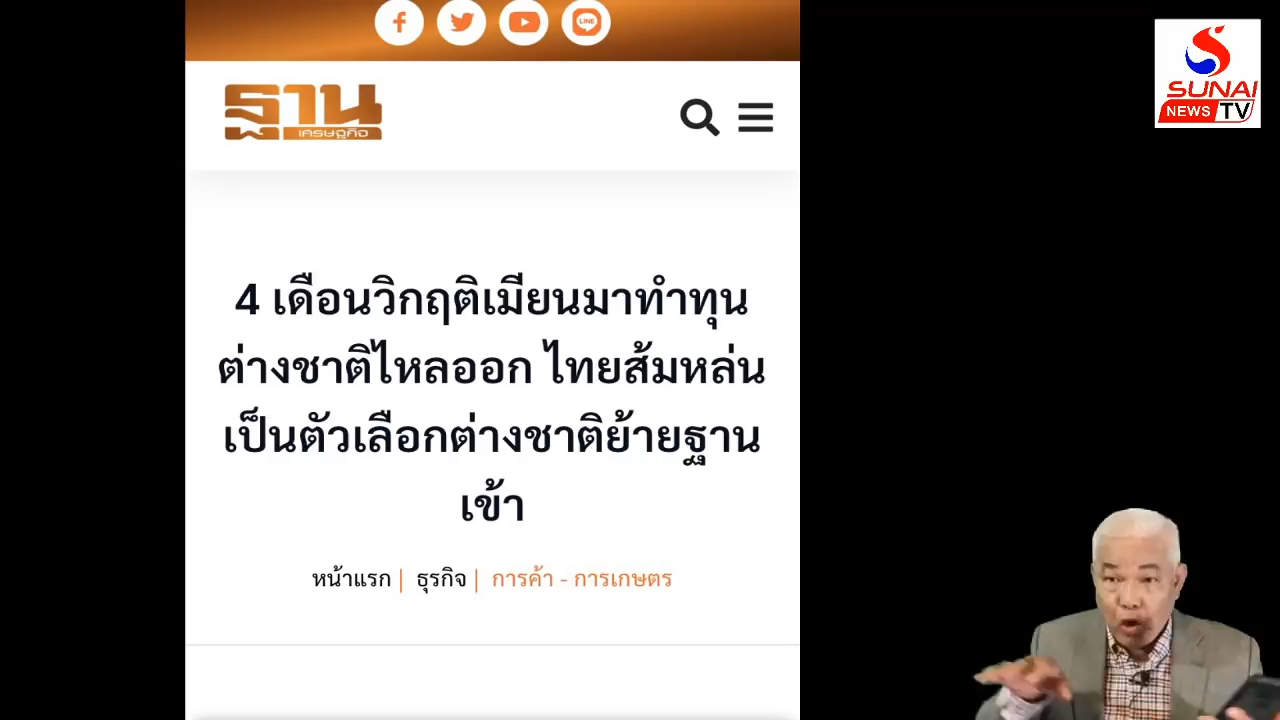 LINE
SUNAI
NEWS TV
ฐาน
เศรษฐกิจ
4 เดือนวิกฤติเมียนมาทำทุน
ต่างชาติไหลออก ไทยส้มหล่น
เป็นตัวเลือกต่างชาติย้ายฐาน
เข้า
หน้าแรก | ธุรกิจ | การค้า - การเกษตร